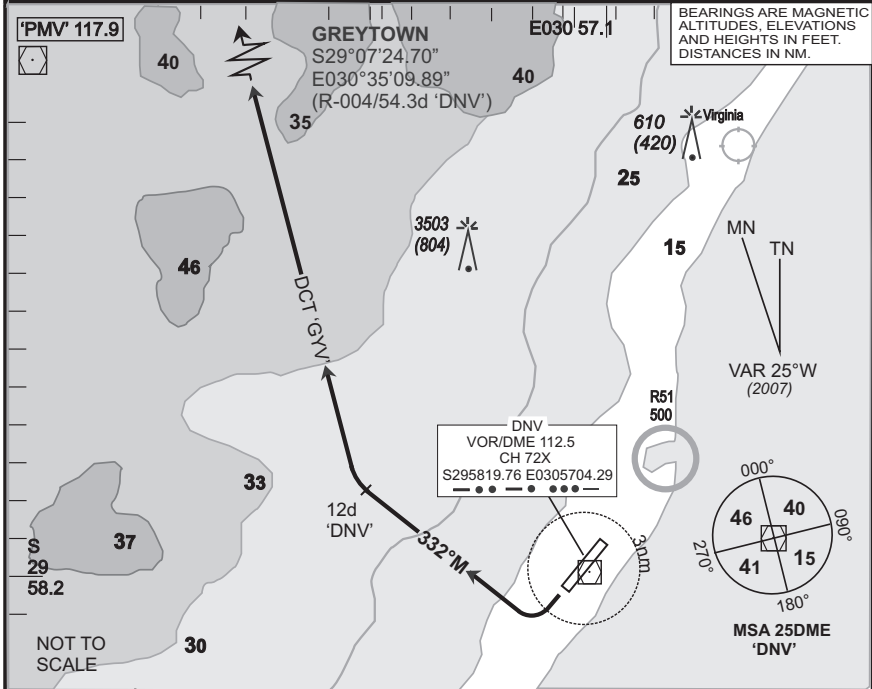 'PMV' 117.9
GREYTOWN
S29°07'24.70"
E030°35'09.89"
(R-004/54.3d 'DNV')
E030 57.1
BEARINGS ARE MAGNETIC
ALTITUDES, ELEVATIONS
AND HEIGHTS IN FEET.
DISTANCES IN NM.
40
40
35
610
(420)
Virginia
25
3503
(804)
15
46
MN
TN
VAR 25°W
(2007)
DCT 'GYV'
R51
500
DNV
VOR/DME 112.5
CH 72X
S295819.76 E0305704.29
33
12d
'DNV'
332°M
3nm
000°
090°
180°
270°
46
40
41
15
MSA 25DME
'DNV'
37
S
29
58.2
30
NOT TO
SCALE